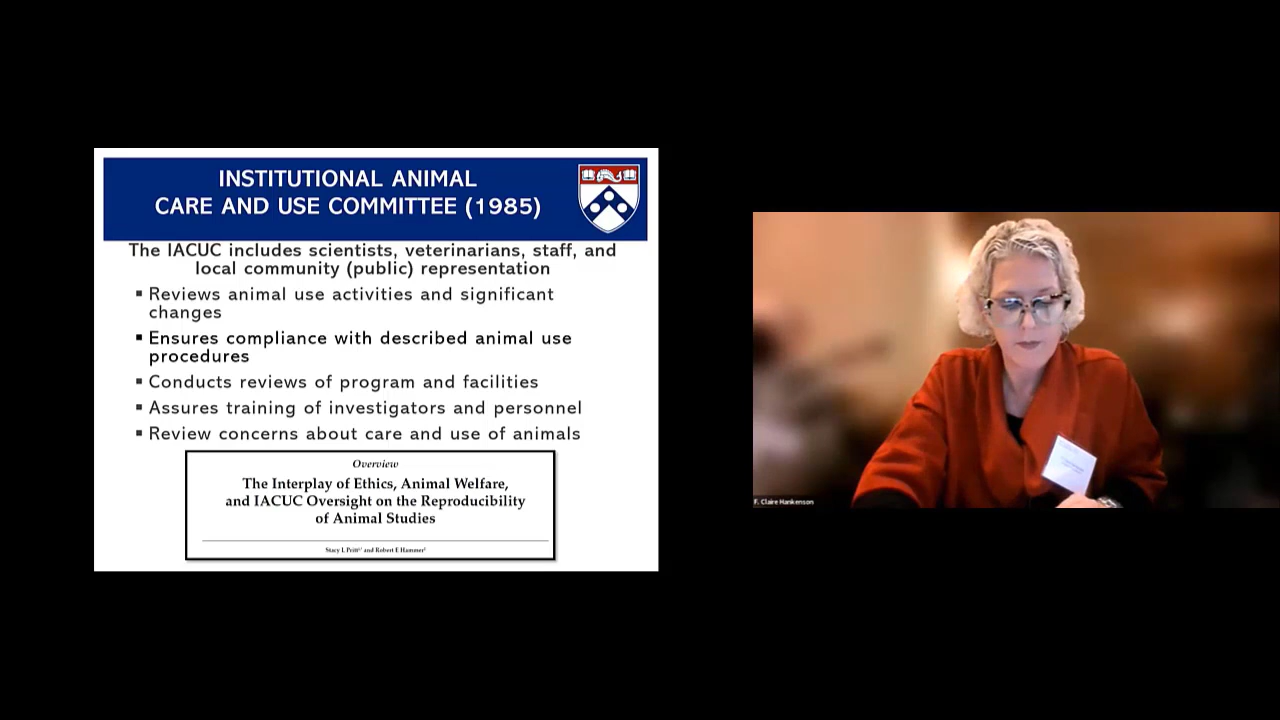 INSTITUTIONAL ANIMAL
CARE AND USE COMMITTEE (1985)
The IACUC includes scientists, veterinarians, staff, and
local community (public) representation
▪ Reviews animal use activities and significant
changes
▪ Ensures compliance with described animal use
procedures
▪ Conducts reviews of program and facilities
▪ Assures training of investigators and personnel
▪ Review concerns about care and use of animals
Overview
The Interplay of Ethics, Animal Welfare,
and IACUC Oversight on the Reproducibility
of Animal Studies
Stacy L Pritt and Robert E Hammer
F. Claire Hankenson